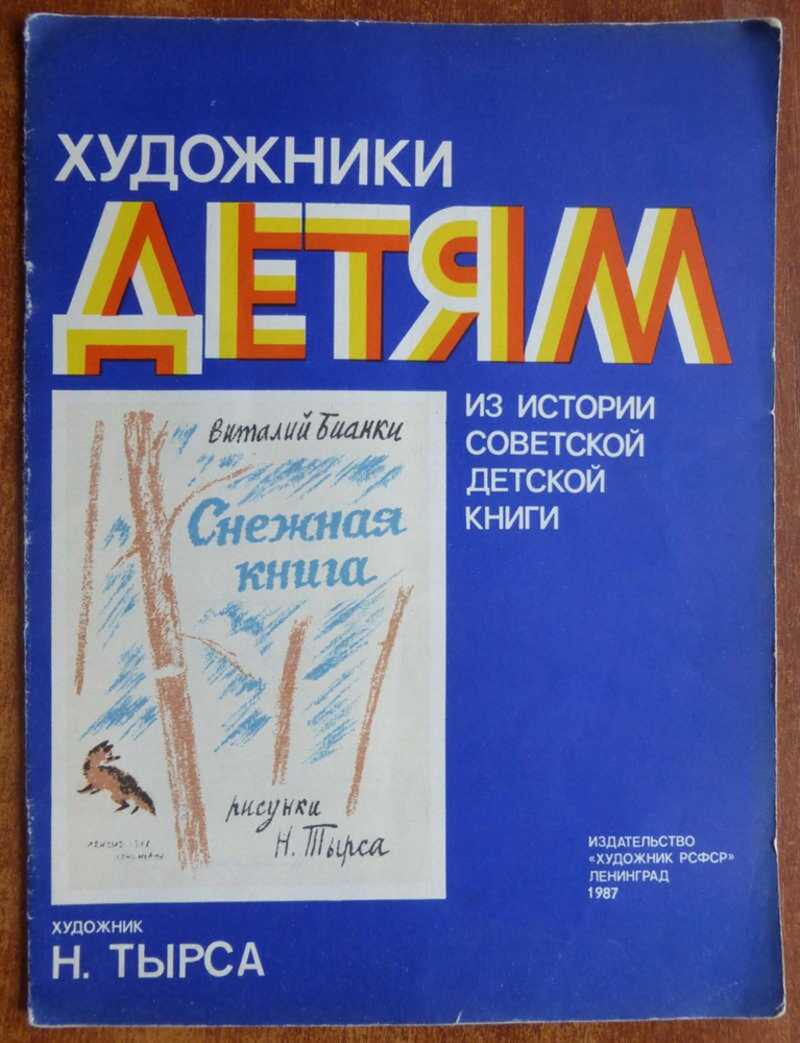 ХУДОЖНИКИ
ДЕТЯМ
ИЗ ИСТОРИИ
СОВЕТСКОЙ
ДЕТСКОЙ
КНИГИ
Виталий Бианки
Снежная
книга
рисунки
Н. Тырса
ИЗДАТЕЛЬСТВО
«ХУДОЖНИК РСФСР»
ЛЕНИНГРАД
1987
ХУДОЖНИК
Н. ТЫРСА